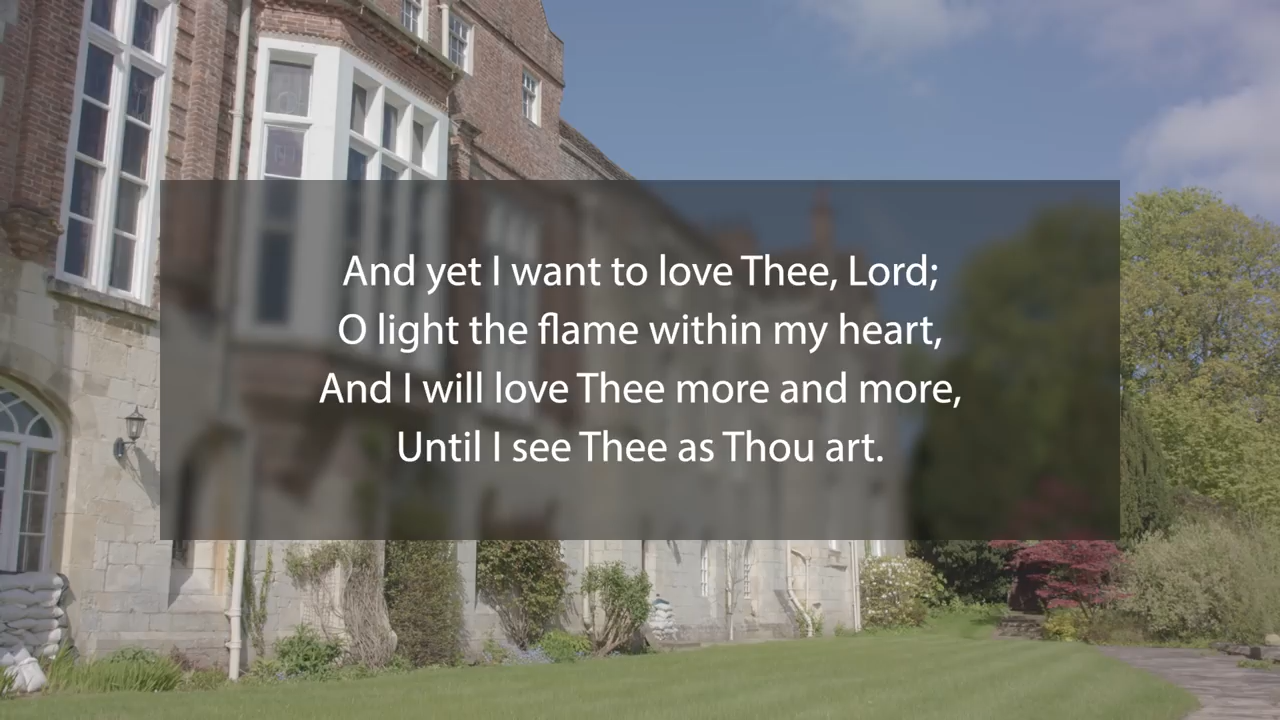 And yet I want to love Thee, Lord;
O light the flame within my heart,
And I will love Thee more and more,
Until I see Thee as Thou art.